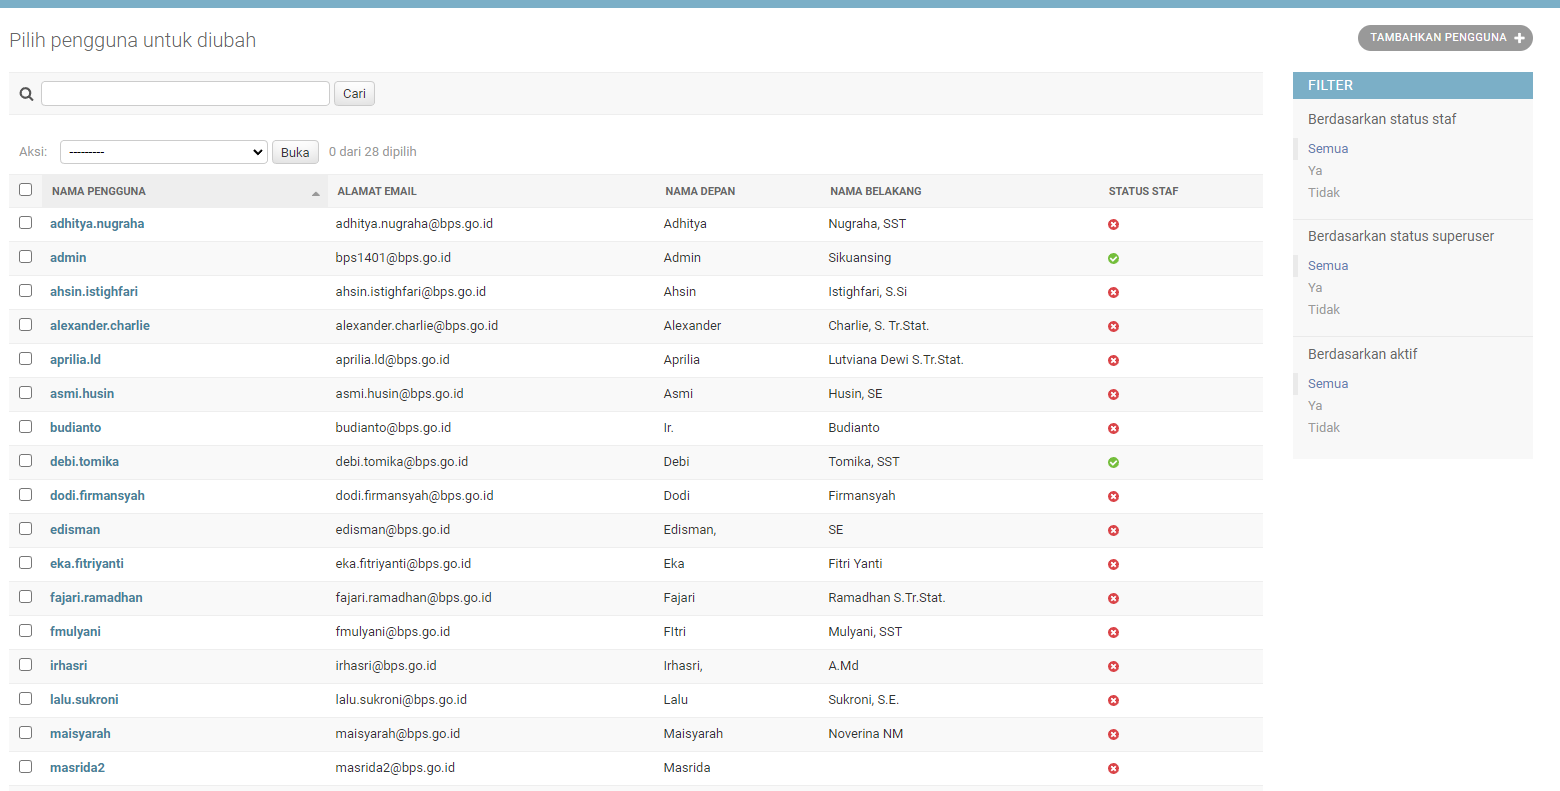 Pilih pengguna untuk diubah
TAMBAHKAN PENGGUNA
Cari
Aksi: --------- Buka 0 dari 28 dipilih
NAMA PENGGUNA ALAMAT EMAIL NAMA DEPAN NAMA BELAKANG STATUS STAF
adhitya.nugraha adhitya.nugraha@bps.go.id Adhitya Nugraha, SST
admin bps1401@bps.go.id Admin Sikuansing
ahsin.istighfari ahsin.istighfari@bps.go.id Ahsin Istighfari, S.Si
alexander.charlie alexander.charlie@bps.go.id Alexander Charlie, S. Tr.Stat.
aprilia.ld aprilia.ld@bps.go.id Aprilia Lutviana Dewi S.Tr.Stat.
asmi.husin asmi.husin@bps.go.id Asmi Husin, SE
budianto budianto@bps.go.id Ir. Budianto
debi.tomika debi.tomika@bps.go.id Debi Tomika, SST
dodi.firmansyah dodi.firmansyah@bps.go.id Dodi Firmansyah
edisman edisman@bps.go.id Edisman, SE
eka.fitriyanti eka.fitriyanti@bps.go.id Eka Fitri Yanti
fajari.ramadhan fajari.ramadhan@bps.go.id Fajari Ramadhan S.Tr.Stat.
fmulyani fmulyani@bps.go.id FItri Mulyani, SST
irhasri irhasri@bps.go.id Irhasri, A.Md
lalu.sukroni lalu.sukroni@bps.go.id Lalu Sukroni, S.E.
maisyarah maisyarah@bps.go.id Maisyarah Noverina NM
masrida2 masrida2@bps.go.id Masrida
FILTER
Berdasarkan status staf
Semua
Ya
Tidak
Berdasarkan status superuser
Semua
Ya
Tidak
Berdasarkan aktif
Semua
Ya
Tidak